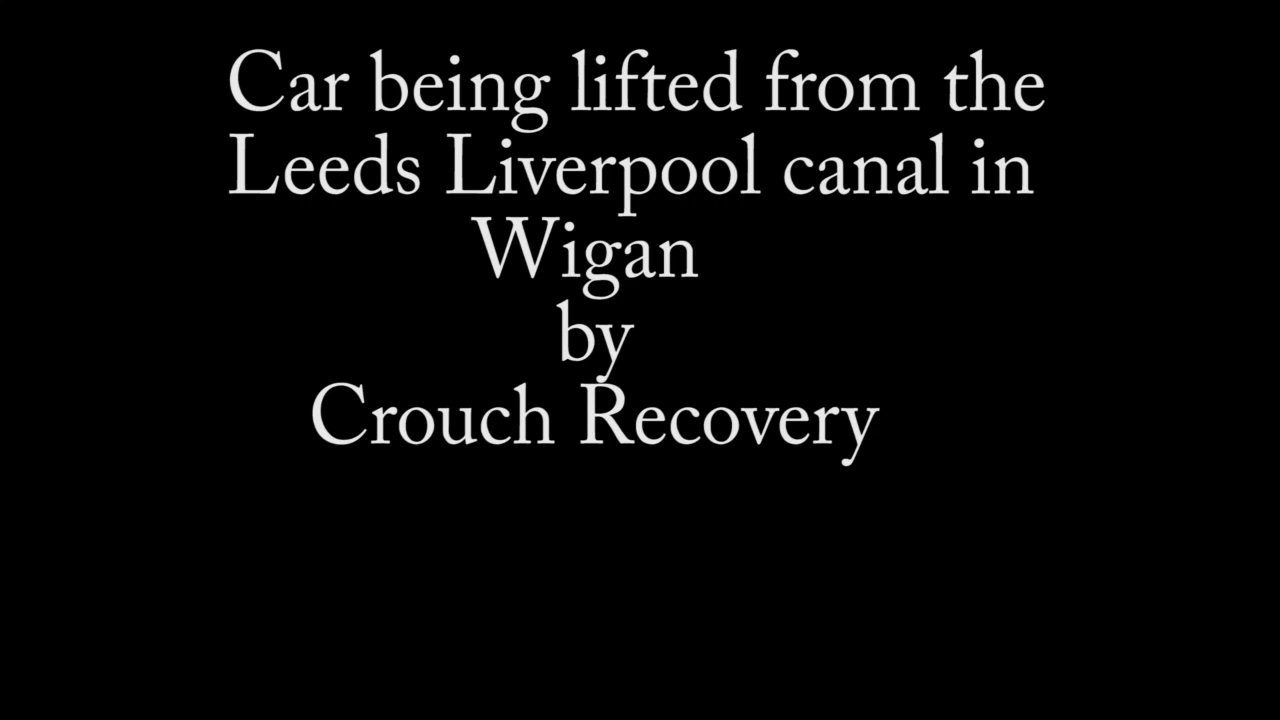 Car being lifted from the
Leeds Liverpool canal in
Wigan
by
Crouch Recovery